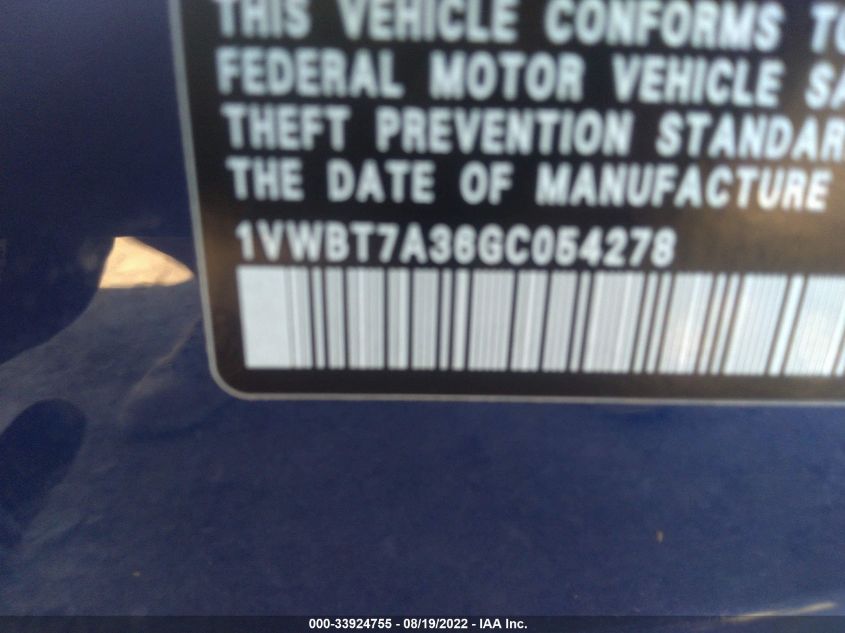 THIS VEHICLE CONFORMS TO
FEDERAL MOTOR VEHICLE SA
THEFT PREVENTION STANDAR
THE DATE OF MANUFACTURE
1VWBT7A36GC054278
000-33924755 - 08/19/2022 - IAA Inc.